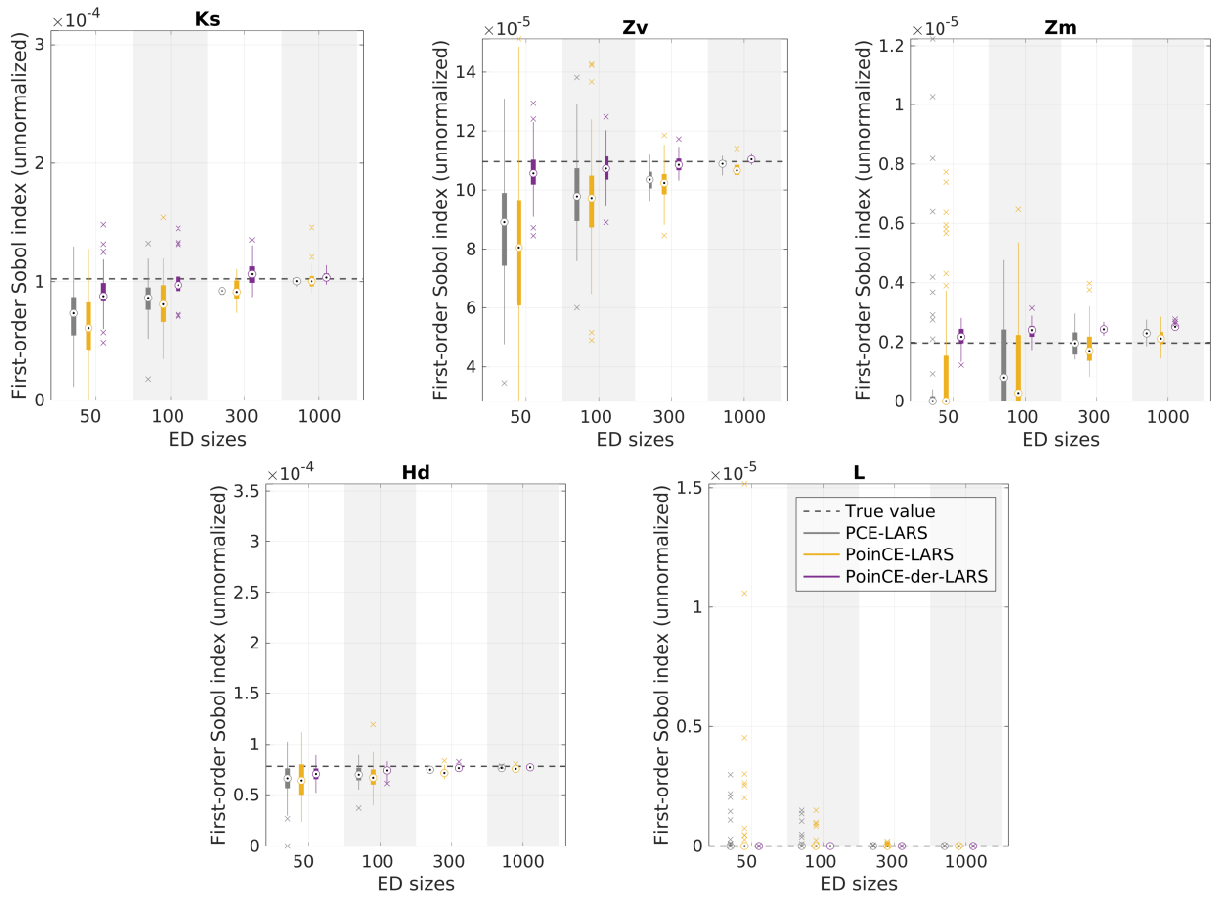 Ks
×10⁻⁴
First-order Sobol index (unnormalized)
3
2
1
0
50 100 300 1000
ED sizes
Zv
×10⁻⁵
First-order Sobol index (unnormalized)
14
12
10
8
6
4
50 100 300 1000
ED sizes
Zm
×10⁻⁵
First-order Sobol index (unnormalized)
1.2
1
0.8
0.6
0.4
0.2
0
50 100 300 1000
ED sizes
Hd
×10⁻⁴
First-order Sobol index (unnormalized)
3.5
3
2.5
2
1.5
1
0.5
0
50 100 300 1000
ED sizes
L
×10⁻⁵
First-order Sobol index (unnormalized)
1.5
1
0.5
0
50 100 300 1000
ED sizes
True value
PCE-LARS
PoinCE-LARS
PoinCE-der-LARS